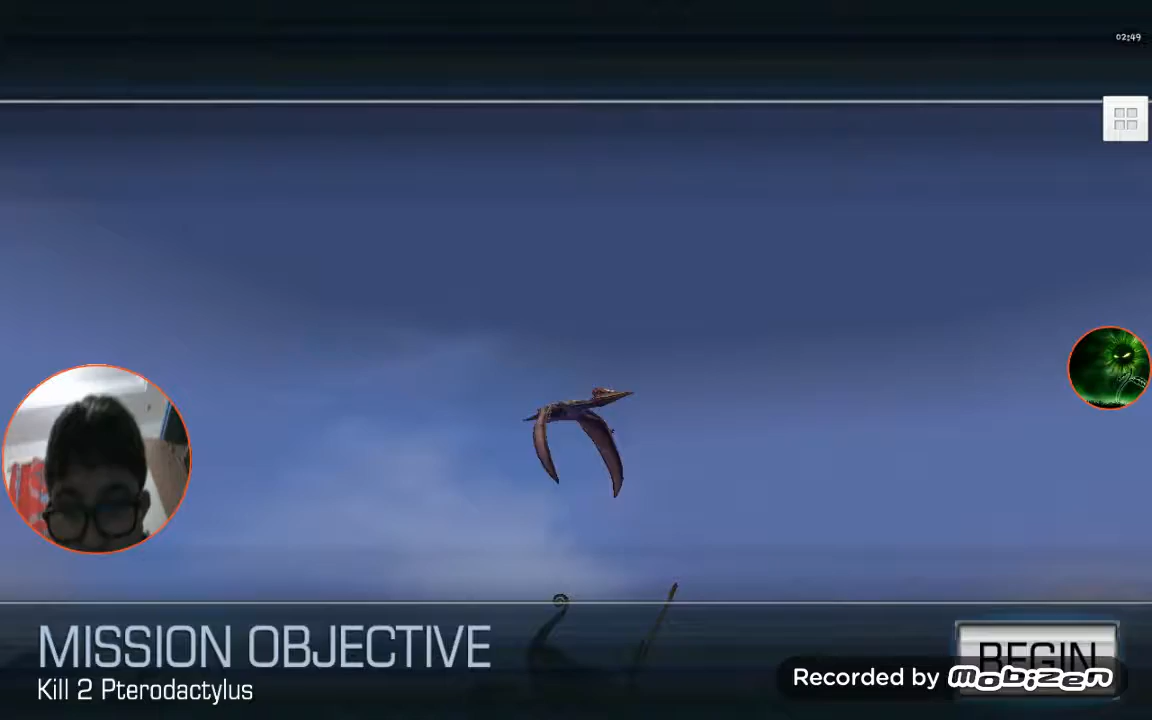 02:49
MISSION OBJECTIVE
Kill 2 Pterodactylus
BEGIN
Recorded by mobizen